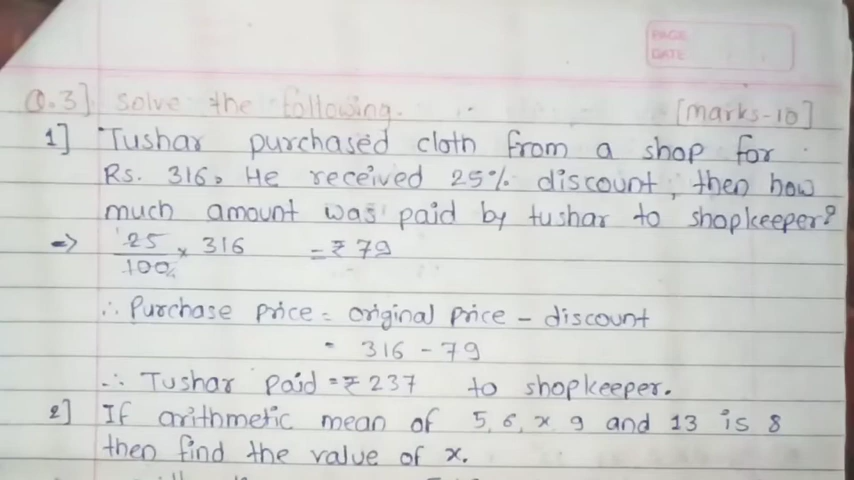 PAGE
DATE
Q.3] solve the following. [marks-10]
1] Tushar purchased cloth from a shop for
Rs. 316. He received 25% discount, then how
much amount was paid by tushar to shopkeeper?
=> 25/100 × 316 = ₹ 79
∴ Purchase price = original price - discount
= 316 - 79
∴ Tushar paid = ₹ 237 to shopkeeper.
2] If arithmetic mean of 5, 6, x 9 and 13 is 8
then find the value of x.